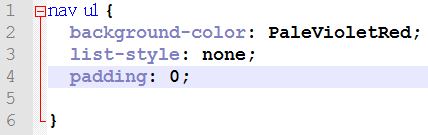 1 nav ul {
2 background-color: PaleVioletRed;
3 list-style: none;
4 padding: 0;
5
6 }